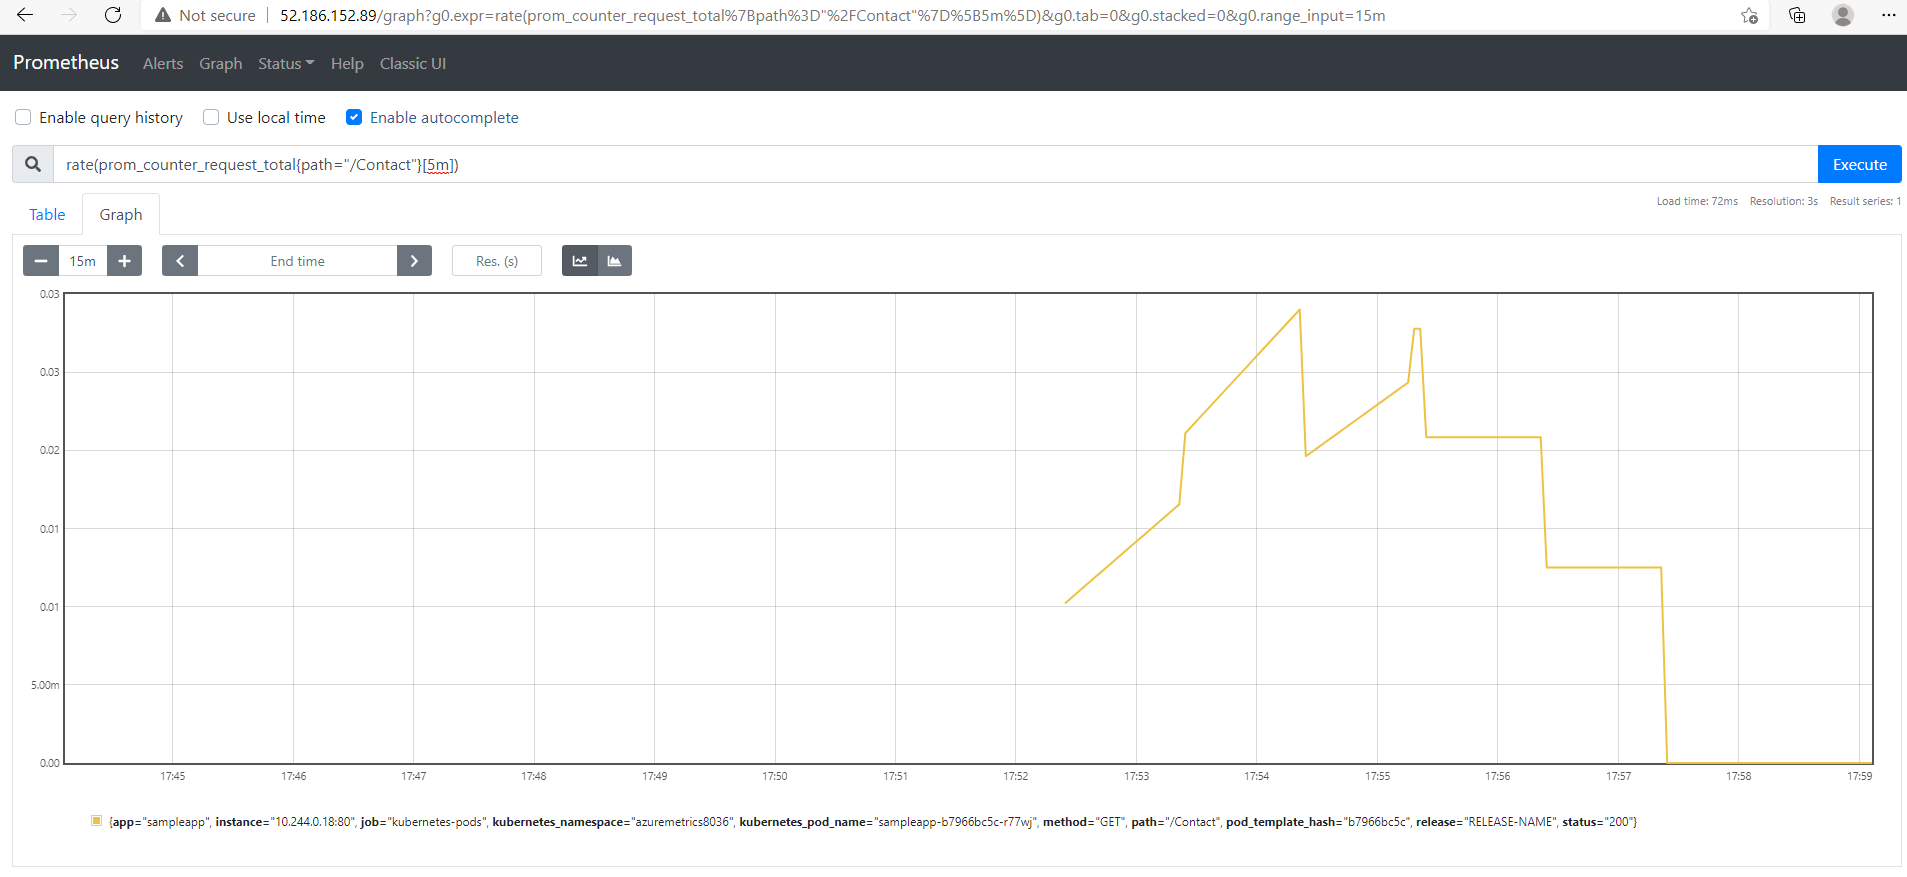 Not secure | 52.186.152.89/graph?g0.expr=rate(prom_counter_request_total%7Bpath%3D"%2FContact"%7D%5B5m%5D)&g0.tab=0&g0.stacked=0&g0.range_input=15m
Prometheus Alerts Graph Status Help Classic UI
Enable query history Use local time Enable autocomplete
rate(prom_counter_request_total{path="/Contact"}[5m]) Execute
Load time: 72ms Resolution: 3s Result series: 1
Table Graph
15m End time Res. (s)
0.03
0.03
0.02
0.01
0.01
5.00m
0.00
17:45 17:46 17:47 17:48 17:49 17:50 17:51 17:52 17:53 17:54 17:55 17:56 17:57 17:58 17:59
{app="sampleapp", instance="10.244.0.18:80", job="kubernetes-pods", kubernetes_namespace="azuremetrics8036", kubernetes_pod_name="sampleapp-b7966bc5c-r77wj", method="GET", path="/Contact", pod_template_hash="b7966bc5c", release="RELEASE-NAME", status="200"}